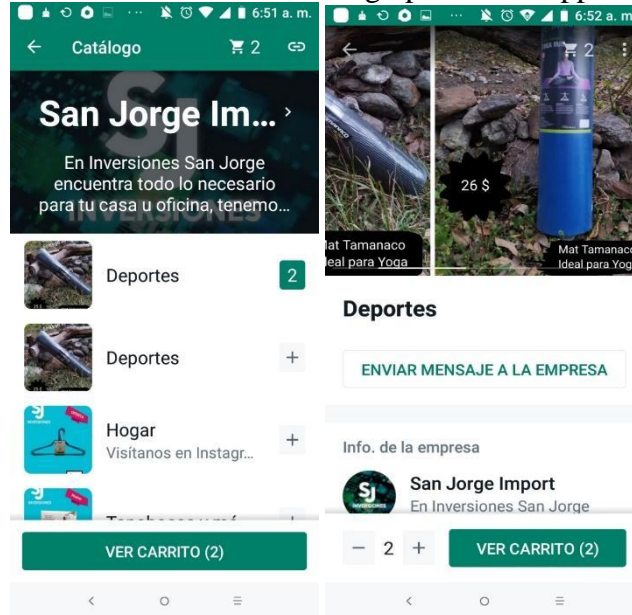 6:51 a. m.
Catálogo
2
San Jorge Im...
En Inversiones San Jorge
encuentra todo lo necesario
para tu casa u oficina, tenemo...
Deportes
2
Deportes
+
Hogar
Visítanos en Instagr...
+
VER CARRITO (2)
6:52 a. m
2
26 $
Mat Tamanaco
Ideal para Yoga
Mat Tamanaco
Ideal para Yoga
Deportes
ENVIAR MENSAJE A LA EMPRESA
Info. de la empresa
SJ
San Jorge Import
En Inversiones San Jorge
− 2 +
VER CARRITO (2)